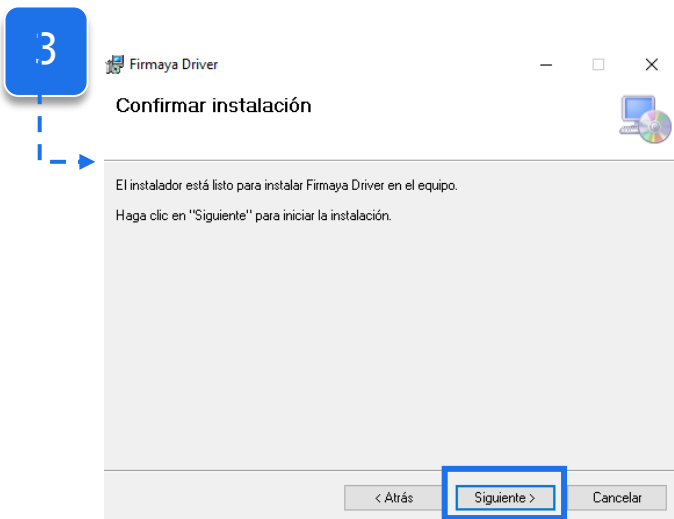 3
Firmaya Driver
Confirmar instalación
El instalador está listo para instalar Firmaya Driver en el equipo.
Haga clic en "Siguiente" para iniciar la instalación.
< Atrás
Siguiente >
Cancelar